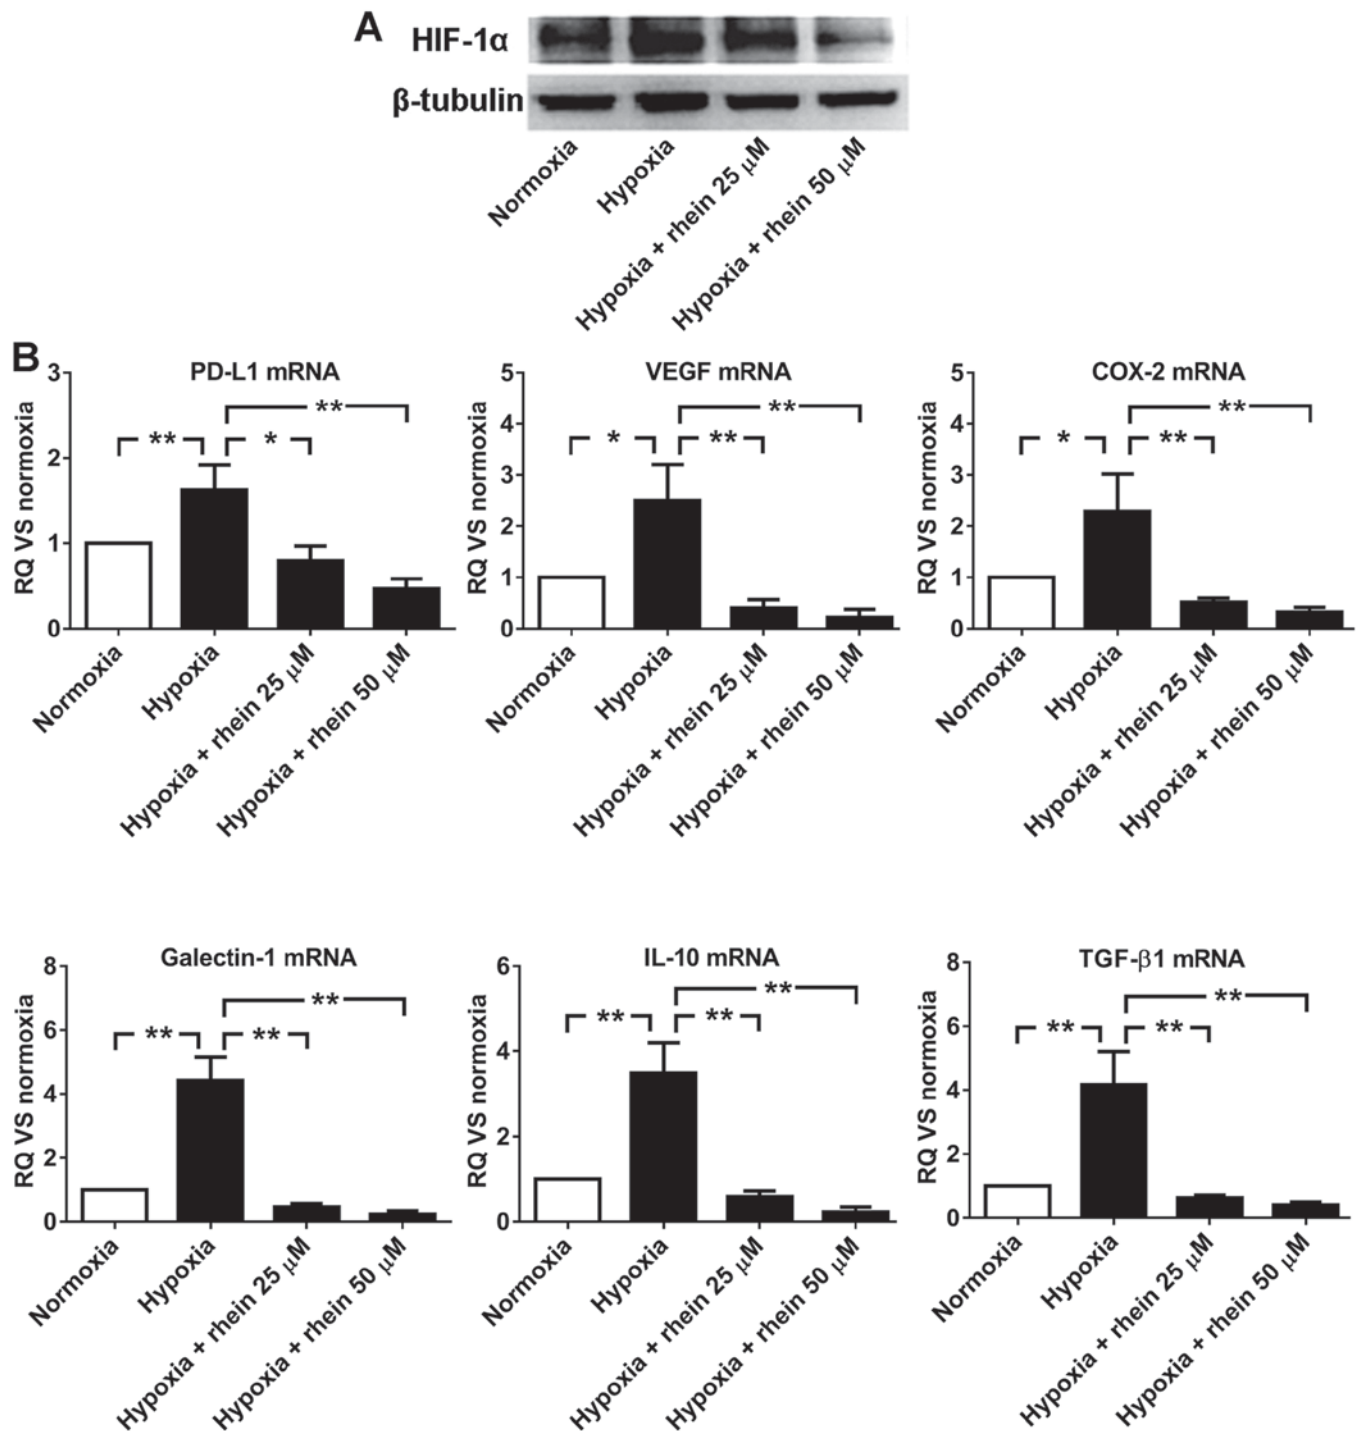 A
HIF-1α
β-tubulin
Normoxia
Hypoxia
Hypoxia + rhein 25 μM
Hypoxia + rhein 50 μM
B
PD-L1 mRNA
RQ VS normoxia
3
2
1
0
**
*
**
Normoxia
Hypoxia
Hypoxia + rhein 25 μM
Hypoxia + rhein 50 μM
VEGF mRNA
RQ VS normoxia
5
4
3
2
1
0
*
**
**
Normoxia
Hypoxia
Hypoxia + rhein 25 μM
Hypoxia + rhein 50 μM
COX-2 mRNA
RQ VS normoxia
5
4
3
2
1
0
*
**
**
Normoxia
Hypoxia
Hypoxia + rhein 25 μM
Hypoxia + rhein 50 μM
Galectin-1 mRNA
RQ VS normoxia
8
6
4
2
0
**
**
**
Normoxia
Hypoxia
Hypoxia + rhein 25 μM
Hypoxia + rhein 50 μM
IL-10 mRNA
RQ VS normoxia
6
4
2
0
**
**
**
Normoxia
Hypoxia
Hypoxia + rhein 25 μM
Hypoxia + rhein 50 μM
TGF-β1 mRNA
RQ VS normoxia
8
6
4
2
0
**
**
**
Normoxia
Hypoxia
Hypoxia + rhein 25 μM
Hypoxia + rhein 50 μM